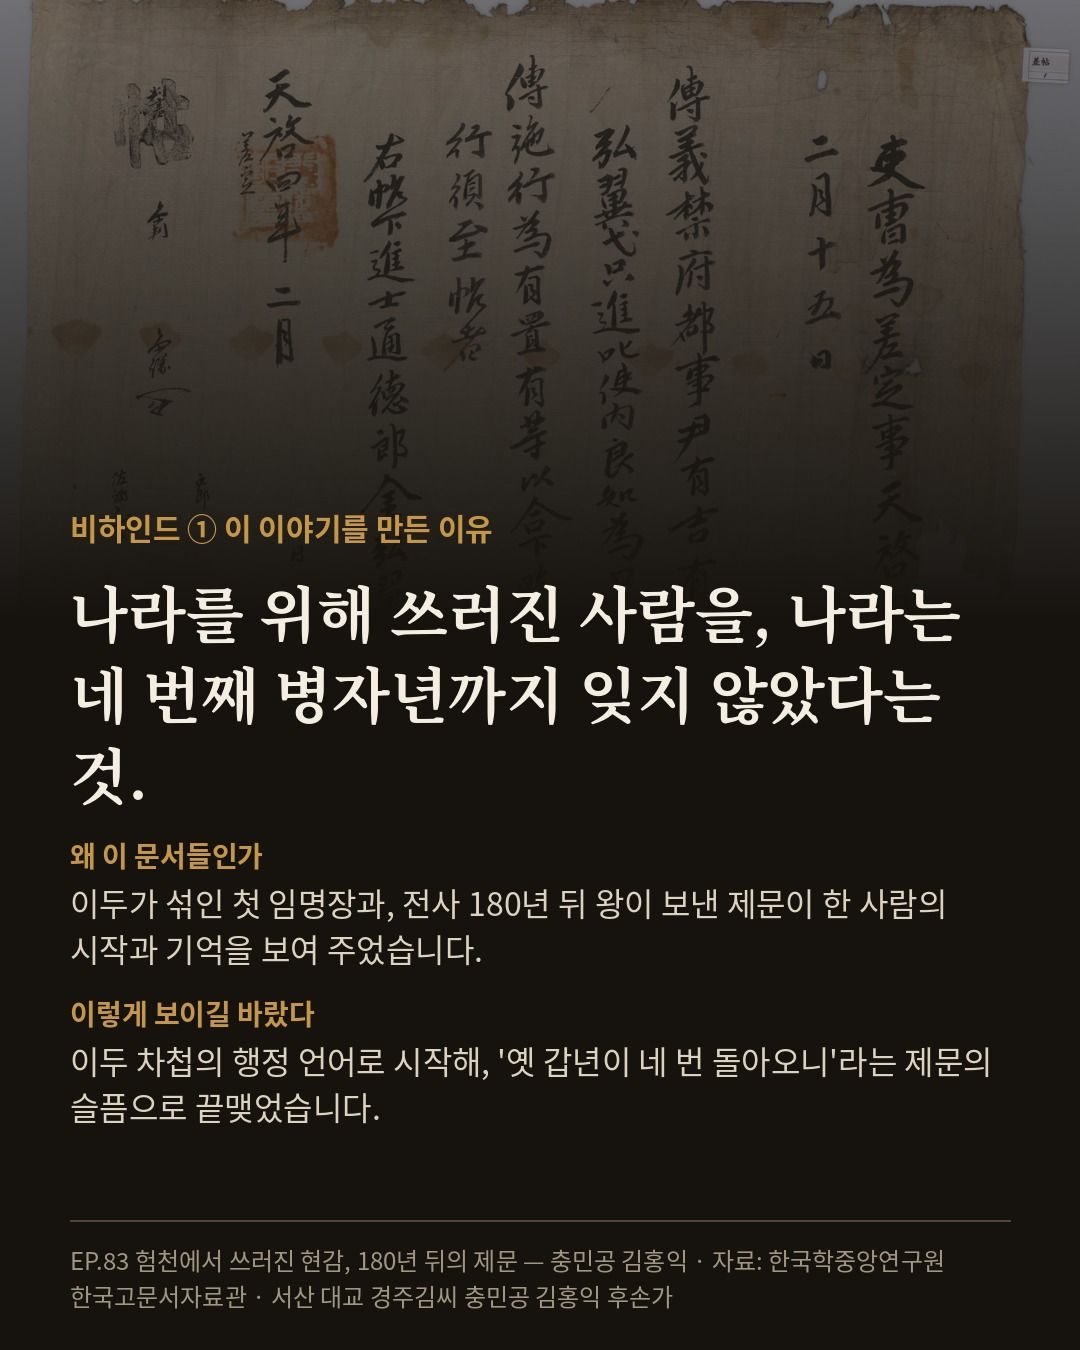 吏曹為差定事天啓
二月十五日
傳義禁府都事尹有吉有
弘翼弋只進叱使內良如為
傳施行為有置有等以合下
行須至帖者
右帖下進士通德郎金弘翼
天啓四年二月
差定
帖
비하인드 ① 이 이야기를 만든 이유
나라를 위해 쓰러진 사람을, 나라는
네 번째 병자년까지 잊지 않았다는
것.
왜 이 문서들인가
이두가 섞인 첫 임명장과, 전사 180년 뒤 왕이 보낸 제문이 한 사람의
시작과 기억을 보여 주었습니다.
이렇게 보이길 바랐다
이두 차첩의 행정 언어로 시작해, '옛 갑년이 네 번 돌아오니'라는 제문의
슬픔으로 끝맺었습니다.
EP.83 험천에서 쓰러진 현감, 180년 뒤의 제문 — 충민공 김홍익 · 자료: 한국학중앙연구원
한국고문서자료관 · 서산 대교 경주김씨 충민공 김홍익 후손가